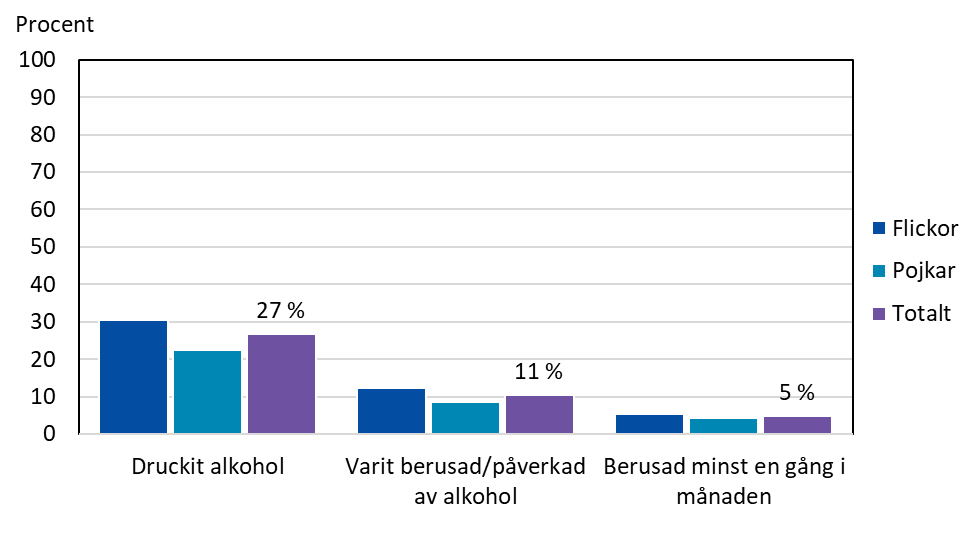 Procent
100
90
80
70
60
50
40
30
20
10
0
27 %
11 %
5 %
Druckit alkohol
Varit berusad/påverkad
av alkohol
Berusad minst en gång i
månaden
Flickor
Pojkar
Totalt